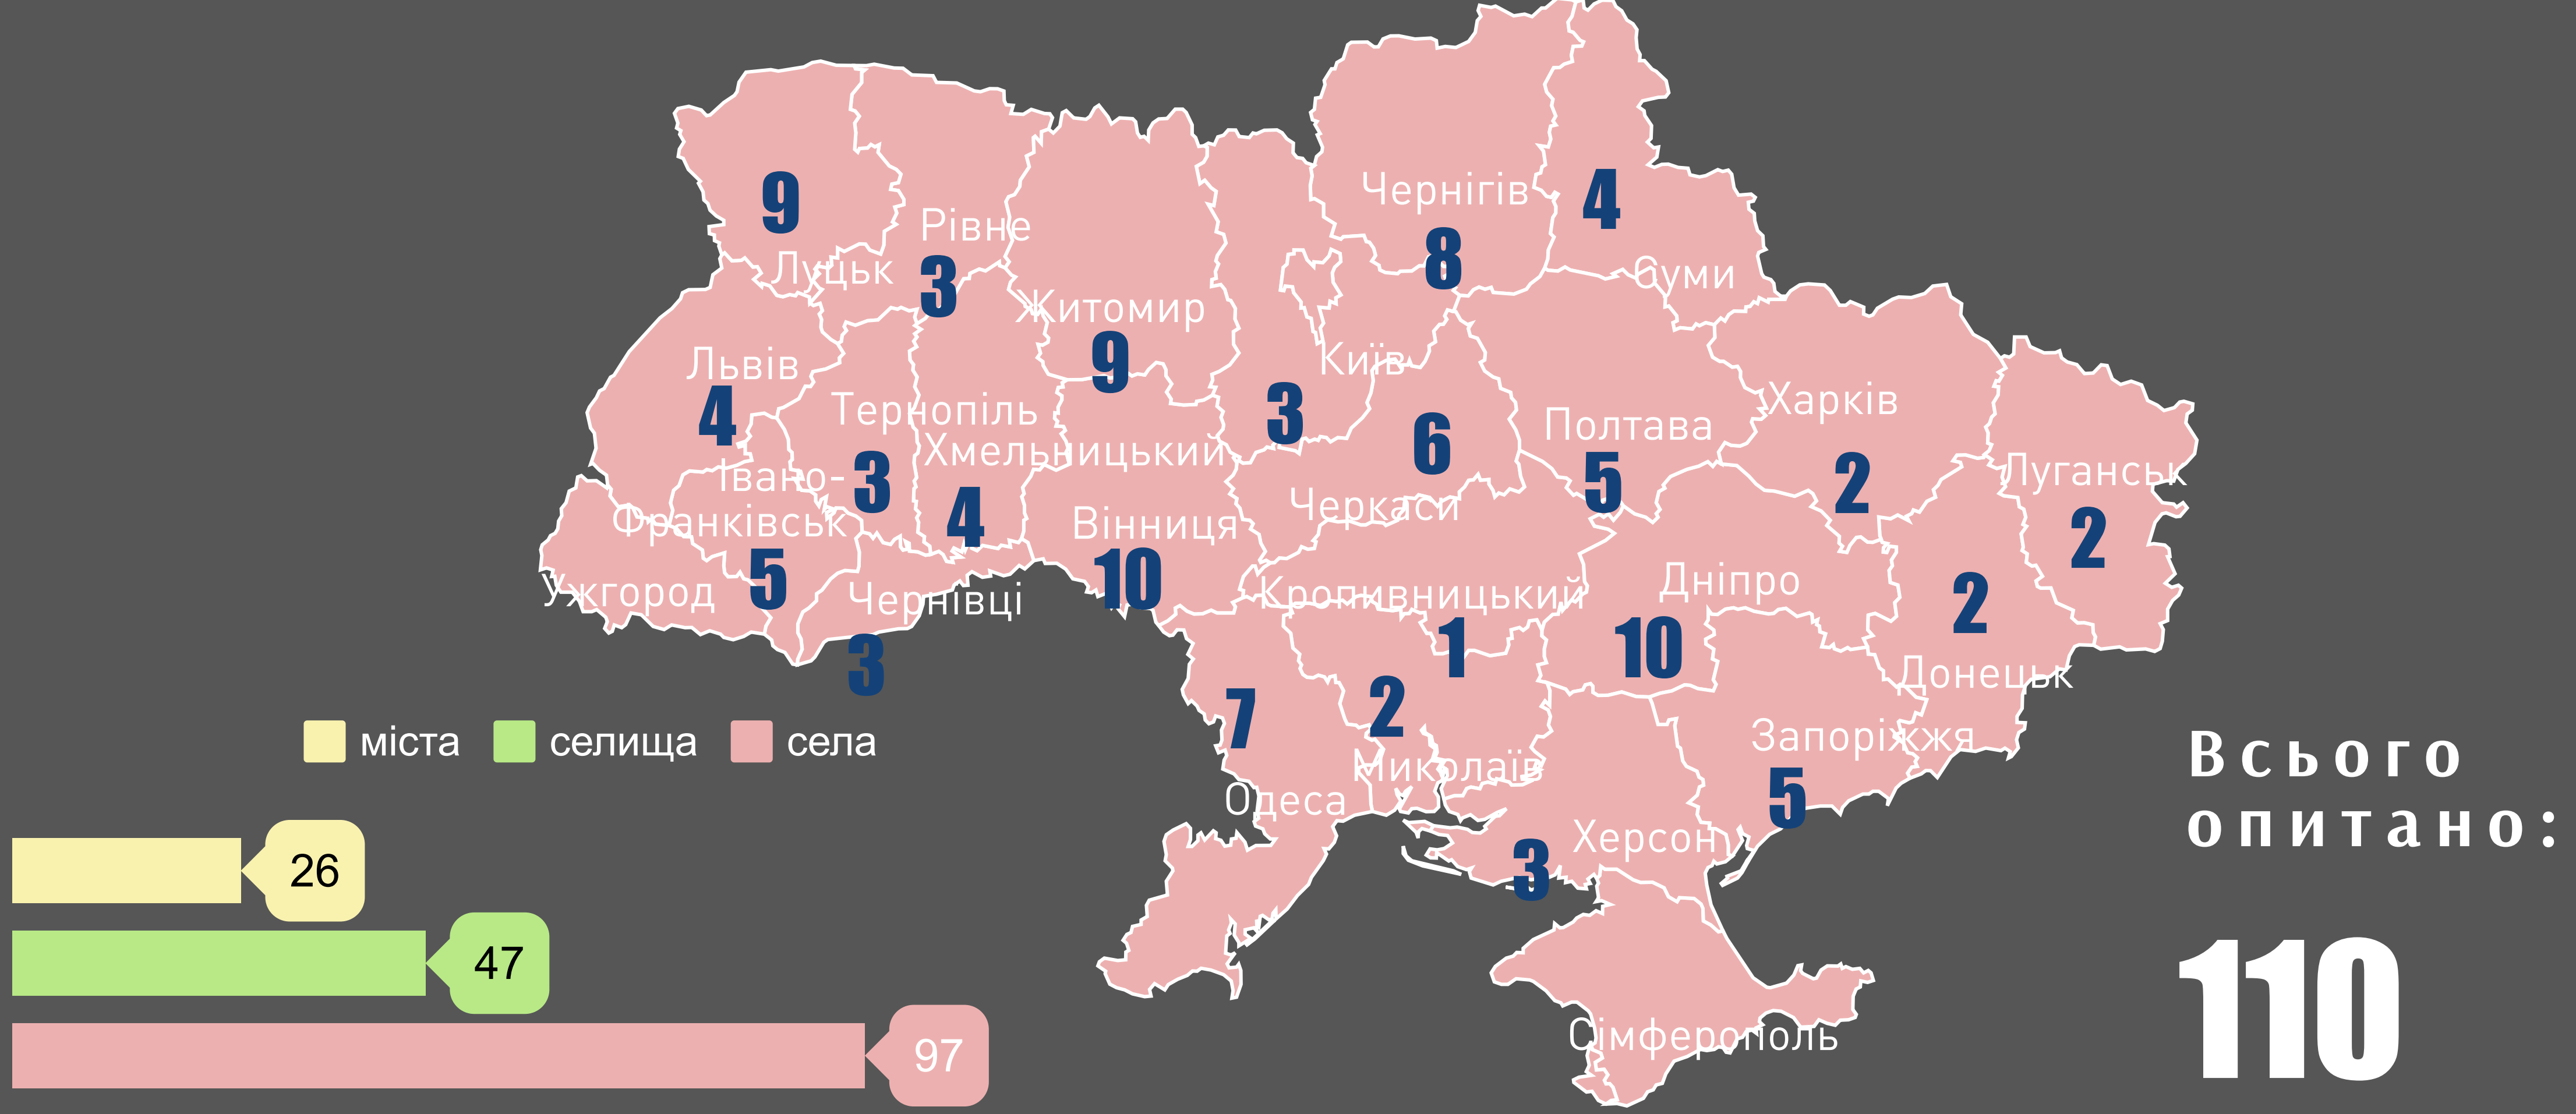 Чернігів
4
9
Рівне
8
Луцьк
Суми
3
Житомир
Львів
9
Київ
Харків
4
Тернопіль
3
6
Полтава
Хмельницький
Івано-
3
5
2
Луганськ
Франківськ
4
Вінниця
Черкаси
2
Ужгород
5
Чернівці
10
Кропивницький
Дніпро
2
3
1
10
Донецьк
7
2
Запоріжжя
міста
селища
села
Миколаїв
Одеса
5
Херсон
3
Сімферополь
26
47
97
Всього
опитано:
110